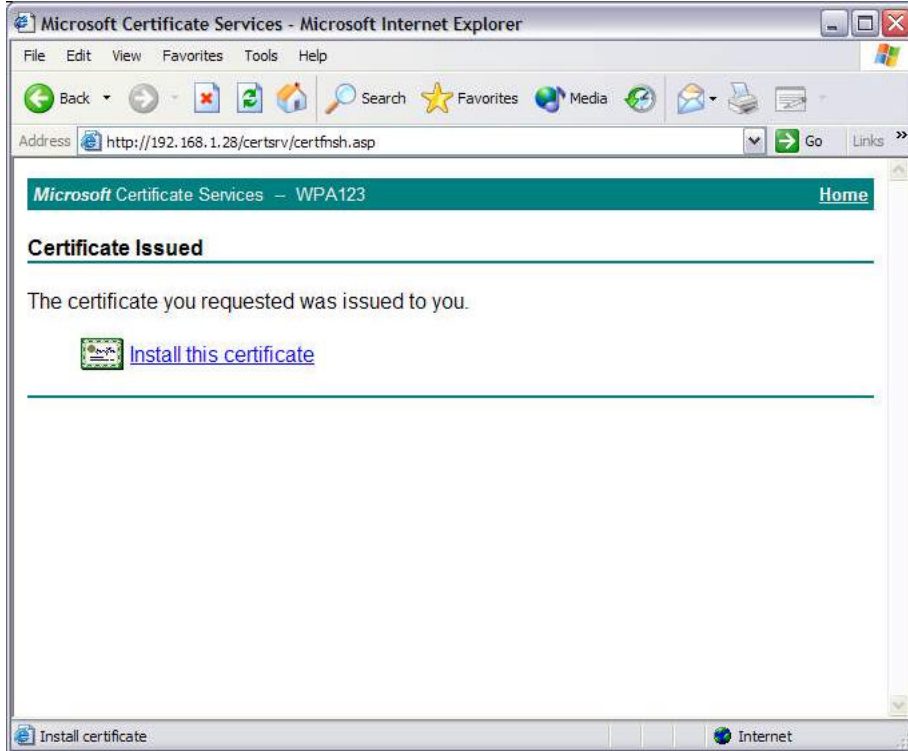 Microsoft Certificate Services - Microsoft Internet Explorer
File Edit View Favorites Tools Help
Back Search Favorites Media
Address http://192.168.1.28/certsrv/certfnsh.asp Go Links »
Microsoft Certificate Services -- WPA123 Home
Certificate Issued
The certificate you requested was issued to you.
Install this certificate
Install certificate Internet